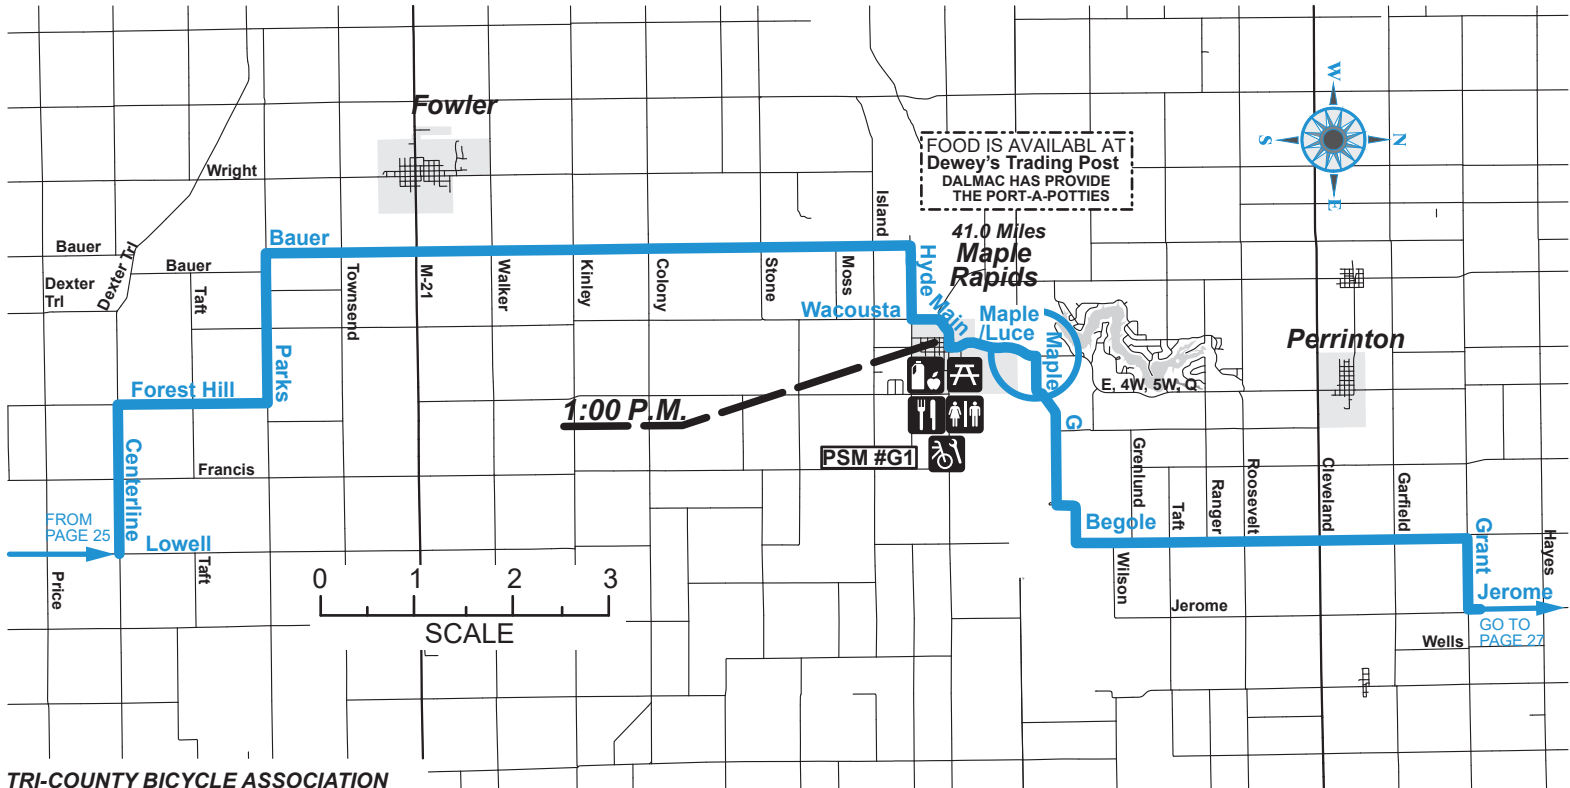 Fowler
W
N
S
E
FOOD IS AVAILABL AT
Dewey's Trading Post
DALMAC HAS PROVIDE
THE PORT-A-POTTIES
Wright
Island
41.0 Miles
Maple
Rapids
Bauer
Bauer
Dexter Trl
Bauer
Dexter
Trl
Taft
Townsend
M-21
Walker
Kinley
Colony
Stone
Moss
Hyde
Wacousta
Main
Maple
/Luce
Maple
Perrinton
Parks
Forest Hill
E, 4W, 5W, Q
1:00 P.M.
G
Centerline
Francis
PSM #G1
Grenlund
Taft
Ranger
Roosevelt
Cleveland
Garfield
FROM
PAGE 25
Lowell
Begole
Grant
Hayes
Price
Taft
Wilson
0 1 2 3
SCALE
Jerome
Jerome
GO TO
PAGE 27
Wells
TRI-COUNTY BICYCLE ASSOCIATION